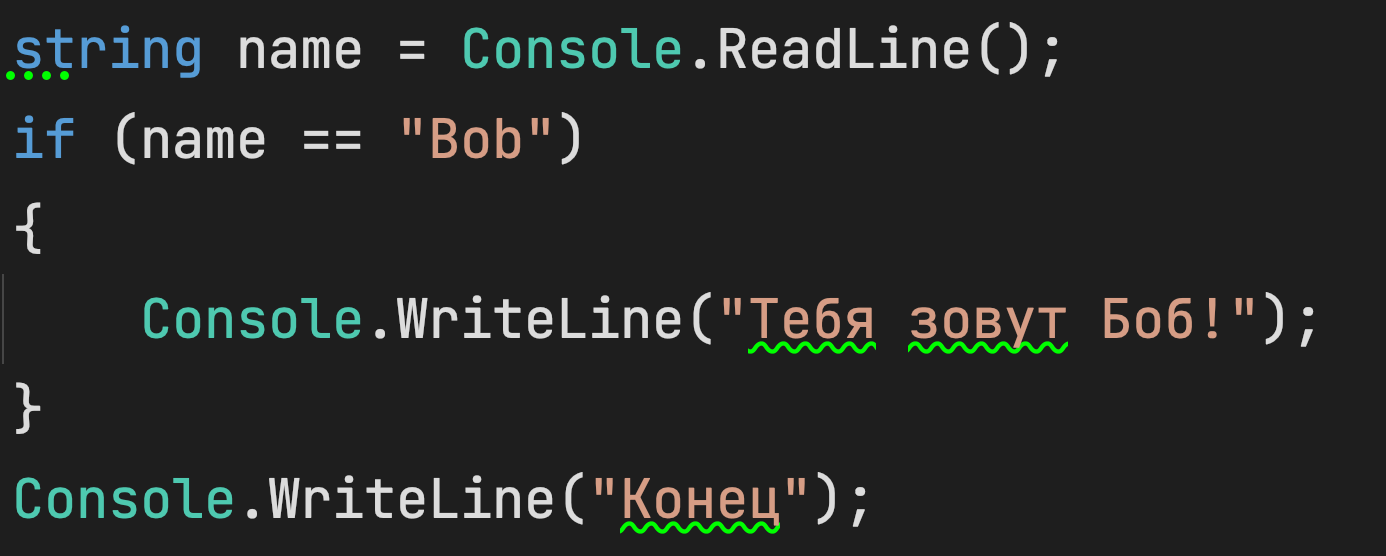 string name = Console.ReadLine();
if (name == "Bob")
{
    Console.WriteLine("Тебя зовут Боб!");
}
Console.WriteLine("Конец");